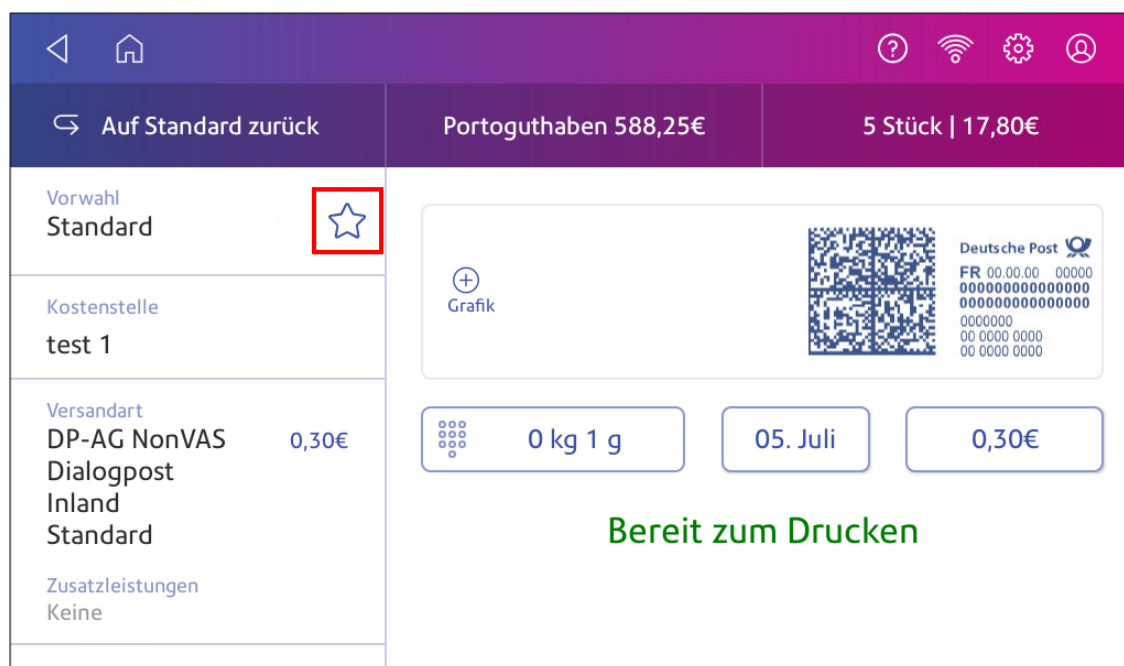 Auf Standard zurück
Portoguthaben 588,25€
5 Stück | 17,80€
Vorwahl
Standard
Kostenstelle
test 1
Versandart
DP-AG NonVAS 0,30€
Dialogpost
Inland
Standard
Zusatzleistungen
Keine
Grafik
Deutsche Post
FR 00.00.00 00000
000000000000000
000000000000000
0000000
00 0000 0000
00 0000 0000
0 kg 1 g
05. Juli
0,30€
Bereit zum Drucken